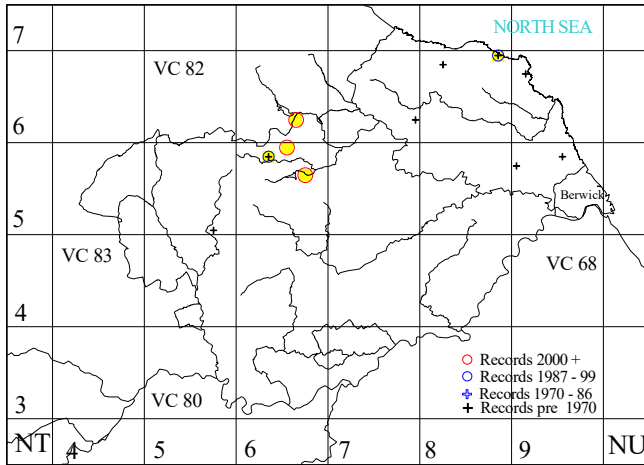 7
NORTH SEA
VC 82
6
Berwick
5
VC 83
VC 68
4
Records 2000 +
Records 1987 - 99
Records 1970 - 86
VC 80
Records pre 1970
3
NT 4 5 6 7 8 9 NU